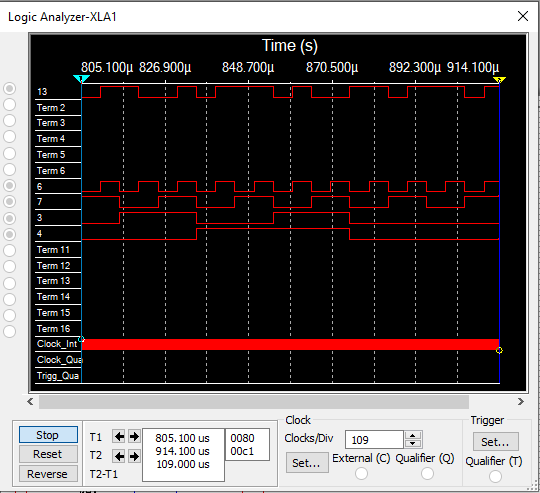 Logic Analyzer-XLA1
Time (s)
805.100µ 826.900µ 848.700µ 870.500µ 892.300µ 914.100µ
13
Term 2
Term 3
Term 4
Term 5
Term 6
6
7
3
4
Term 11
Term 12
Term 13
Term 14
Term 15
Term 16
Clock_Int
Clock_Qua
Trigg_Qua
Stop
Reset
Reverse
T1
T2
T2-T1
805.100 us 0080
914.100 us 00c1
109.000 us
Clock
Clocks/Div 109
Set...
External (C) Qualifier (Q)
Trigger
Set...
Qualifier (T)